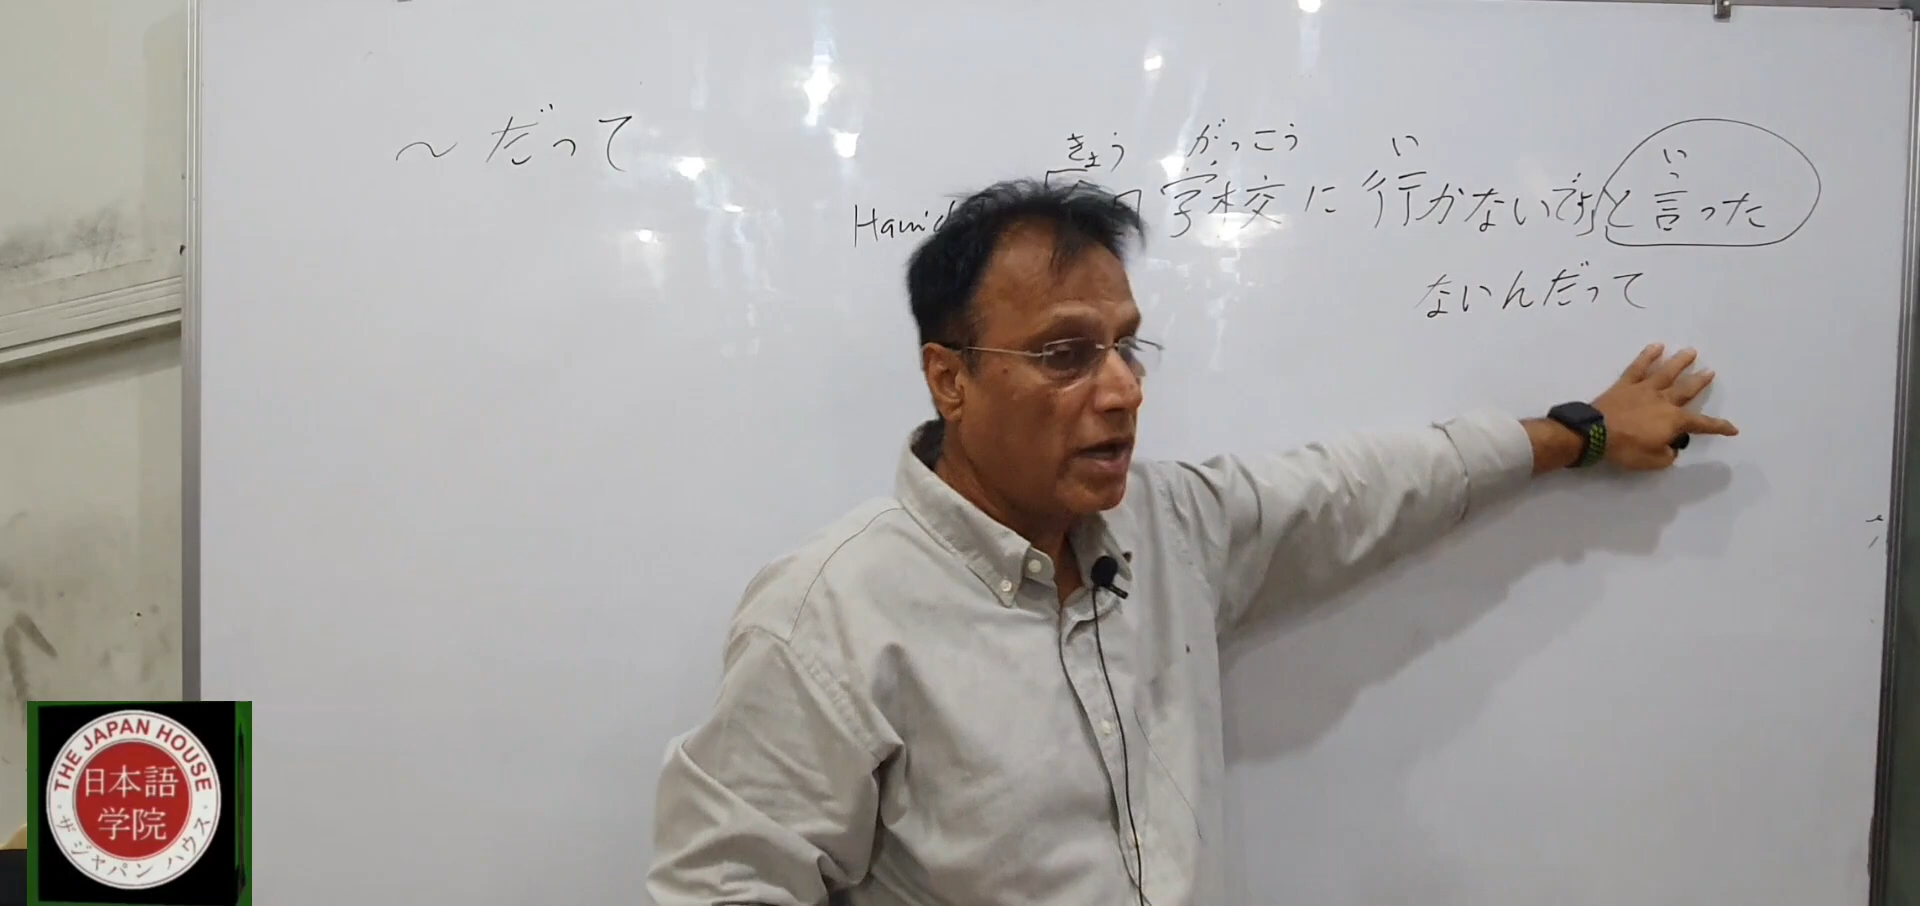 ～だって
きょう がっこう い い
日 学校に行かないです」と言った
ないんだって
THE JAPAN HOUSE
日本語
学院
ザ ジャパン ハウス